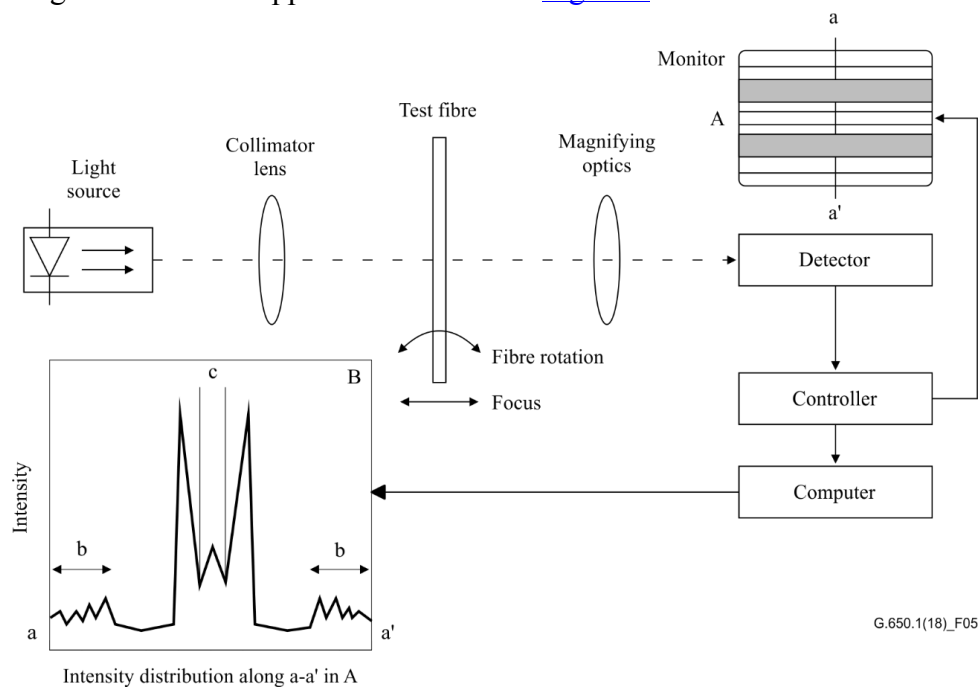 a
Monitor
Test fibre
A
Collimator
lens
Magnifying
optics
Light
source
a'
Detector
Fibre rotation
c
B
Controller
Focus
Intensity
Computer
b
b
a
a'
G.650.1(18)_F05
Intensity distribution along a-a' in A